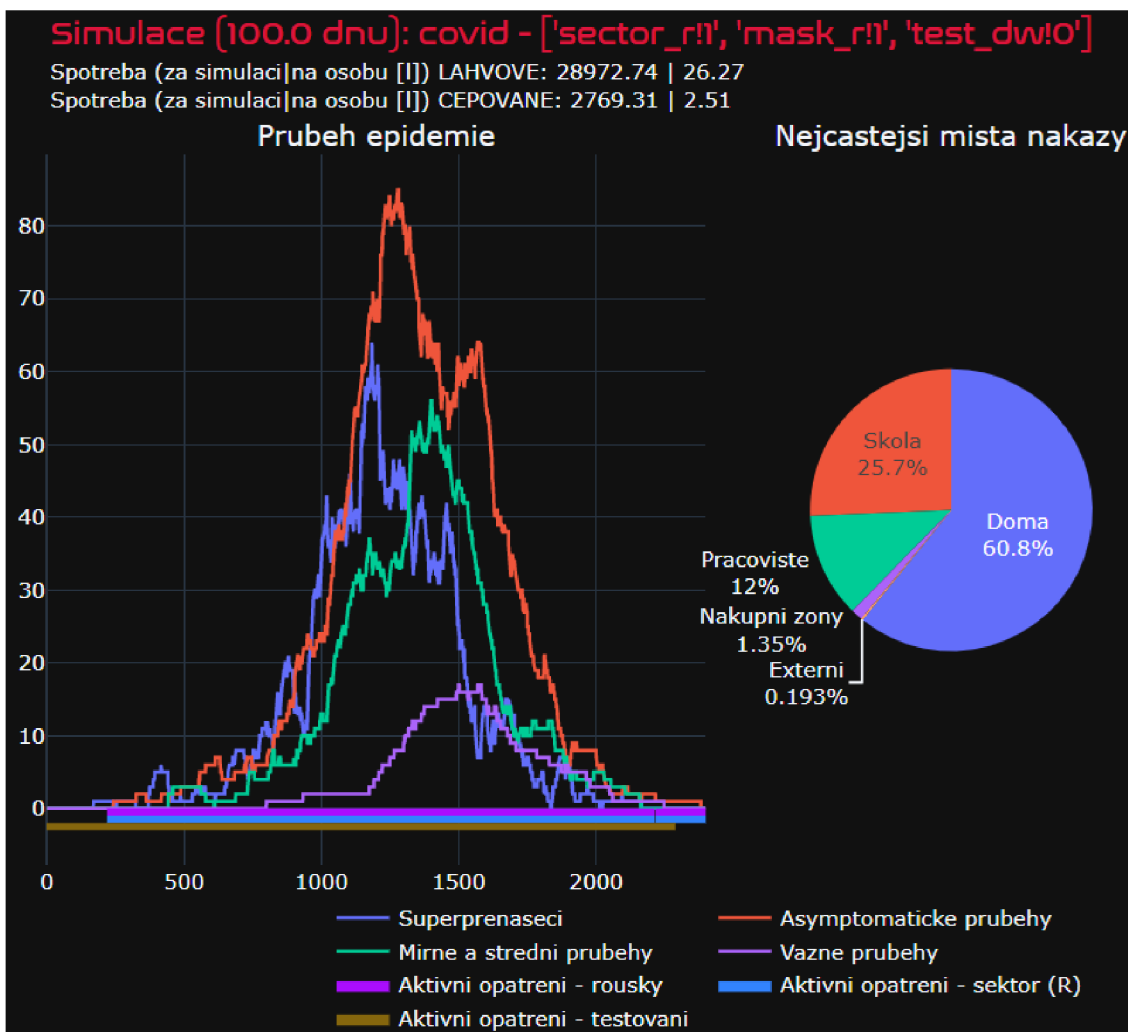 Simulace (100.0 dnu): covid - ['sector_r!1', 'mask_r!1', 'test_dw!0']
Spotreba (za simulaci|na osobu [l]) LAHVOVE: 28972.74 | 26.27
Spotreba (za simulaci|na osobu [l]) CEPOVANE: 2769.31 | 2.51
Prubeh epidemie
Nejcastejsi mista nakazy
80
70
60
50
40
30
20
10
0
0 500 1000 1500 2000
Skola
25.7%
Doma
60.8%
Pracoviste
12%
Nakupni zony
1.35%
Externi
0.193%
Superprenaseci
Asymptomaticke prubehy
Mirne a stredni prubehy
Vazne prubehy
Aktivni opatreni - rousky
Aktivni opatreni - sektor (R)
Aktivni opatreni - testovani